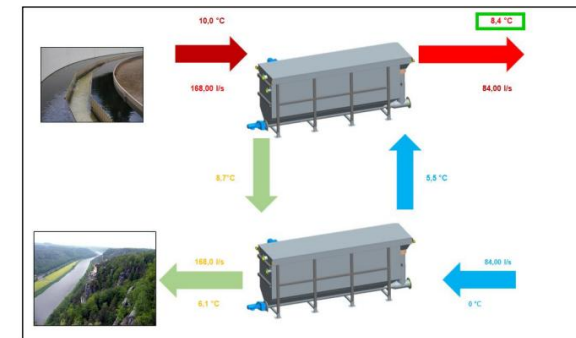 10,0 °C
8,4 °C
168,00 l/s
84,00 l/s
8,7°C
5,5 °C
168,0 l/s
84,00 l/s
6,1 °C
0 °C